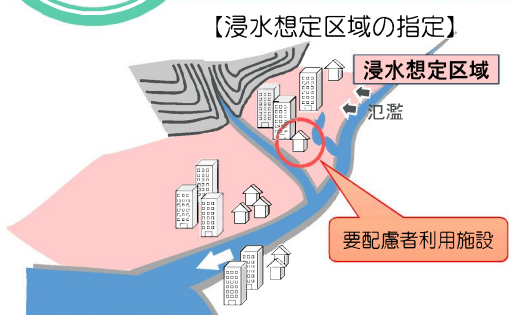 【浸水想定区域の指定】
浸水想定区域
氾濫
要配慮者利用施設